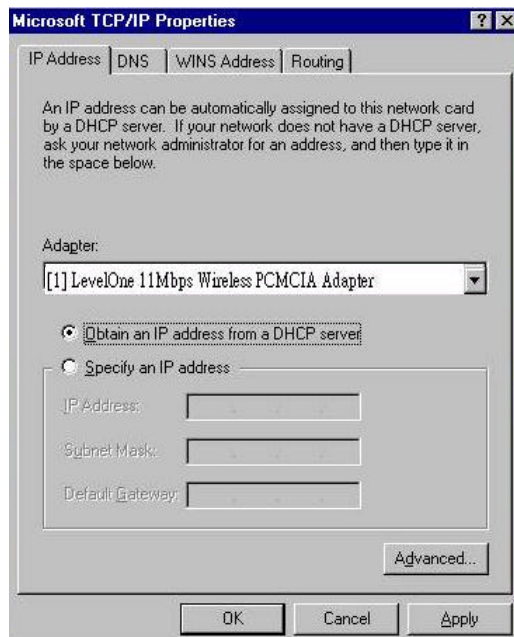 Microsoft TCP/IP Properties
? X
IP Address DNS WINS Address Routing
An IP address can be automatically assigned to this network card
by a DHCP server. If your network does not have a DHCP server,
ask your network administrator for an address, and then type it in
the space below.
Adapter:
[1] LevelOne 11Mbps Wireless PCMCIA Adapter
Obtain an IP address from a DHCP server
Specify an IP address
IP Address:
Subnet Mask:
Default Gateway:
Advanced...
OK Cancel Apply